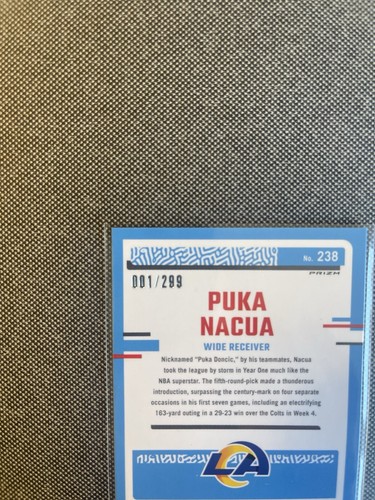 No. 238
PRIZM
001/299
PUKA
NACUA
WIDE RECEIVER
Nicknamed "Puka Doncic," by his teammates, Nacua
took the league by storm in Year One much like the
NBA superstar. The fifth-round-pick made a thunderous
introduction, surpassing the century-mark on four separate
occasions in his first seven games, including an electrifying
163-yard outing in a 29-23 win over the Colts in Week 4.
LA